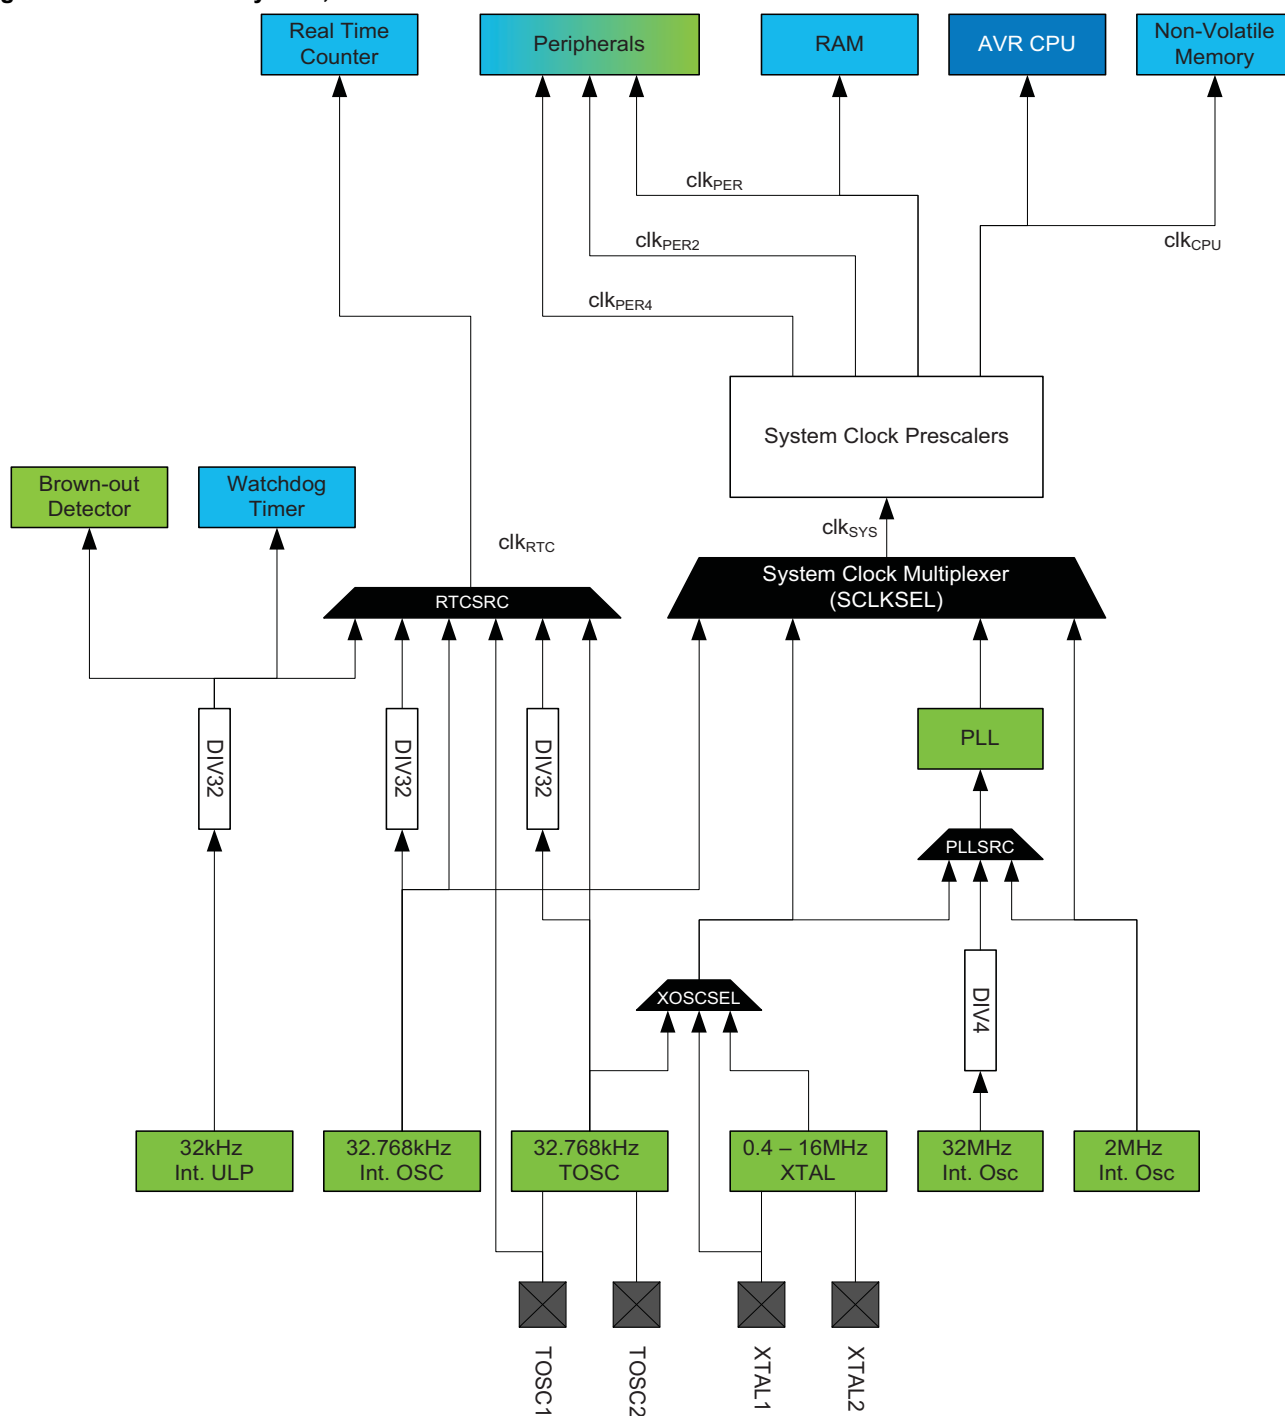 Real Time
Counter
Peripherals
RAM
AVR CPU
Non-Volatile
Memory
clkPER
clkPER2
clkCPU
clkPER4
System Clock Prescalers
Brown-out
Detector
Watchdog
Timer
clkSYS
clkRTC
System Clock Multiplexer
(SCLKSEL)
RTCSRC
DIV32
DIV32
DIV32
PLL
PLLSRC
XOSCSEL
DIV4
32kHz
Int. ULP
32.768kHz
Int. OSC
32.768kHz
TOSC
0.4 – 16MHz
XTAL
32MHz
Int. Osc
2MHz
Int. Osc
TOSC1
TOSC2
XTAL1
XTAL2